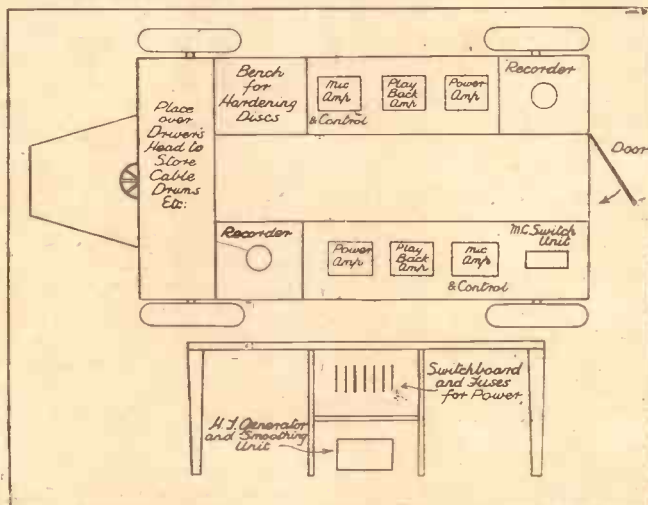 Place
over
Driver's
Head to
Store
Cable
Drums
Etc:
Bench
for
Hardening
Discs
Mic
Amp
& Control
Play
Back
Amp
Power
Amp
Recorder
Door
Recorder
Power
Amp
Play
Back
Amp
Mic
Amp
& Control
M.C. Switch
Unit
Switchboard
and Fuses
for Power
H.T. Generator
and Smoothing
Unit